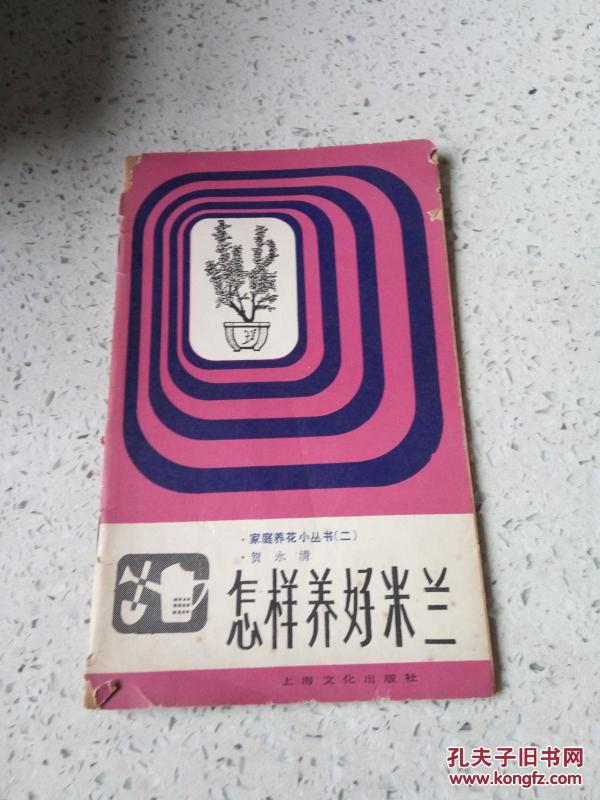 ·家庭养花小丛书(二)
·贺永清
怎样养好米兰
上海文化出版社
孔夫子旧书网
www.kongfz.com